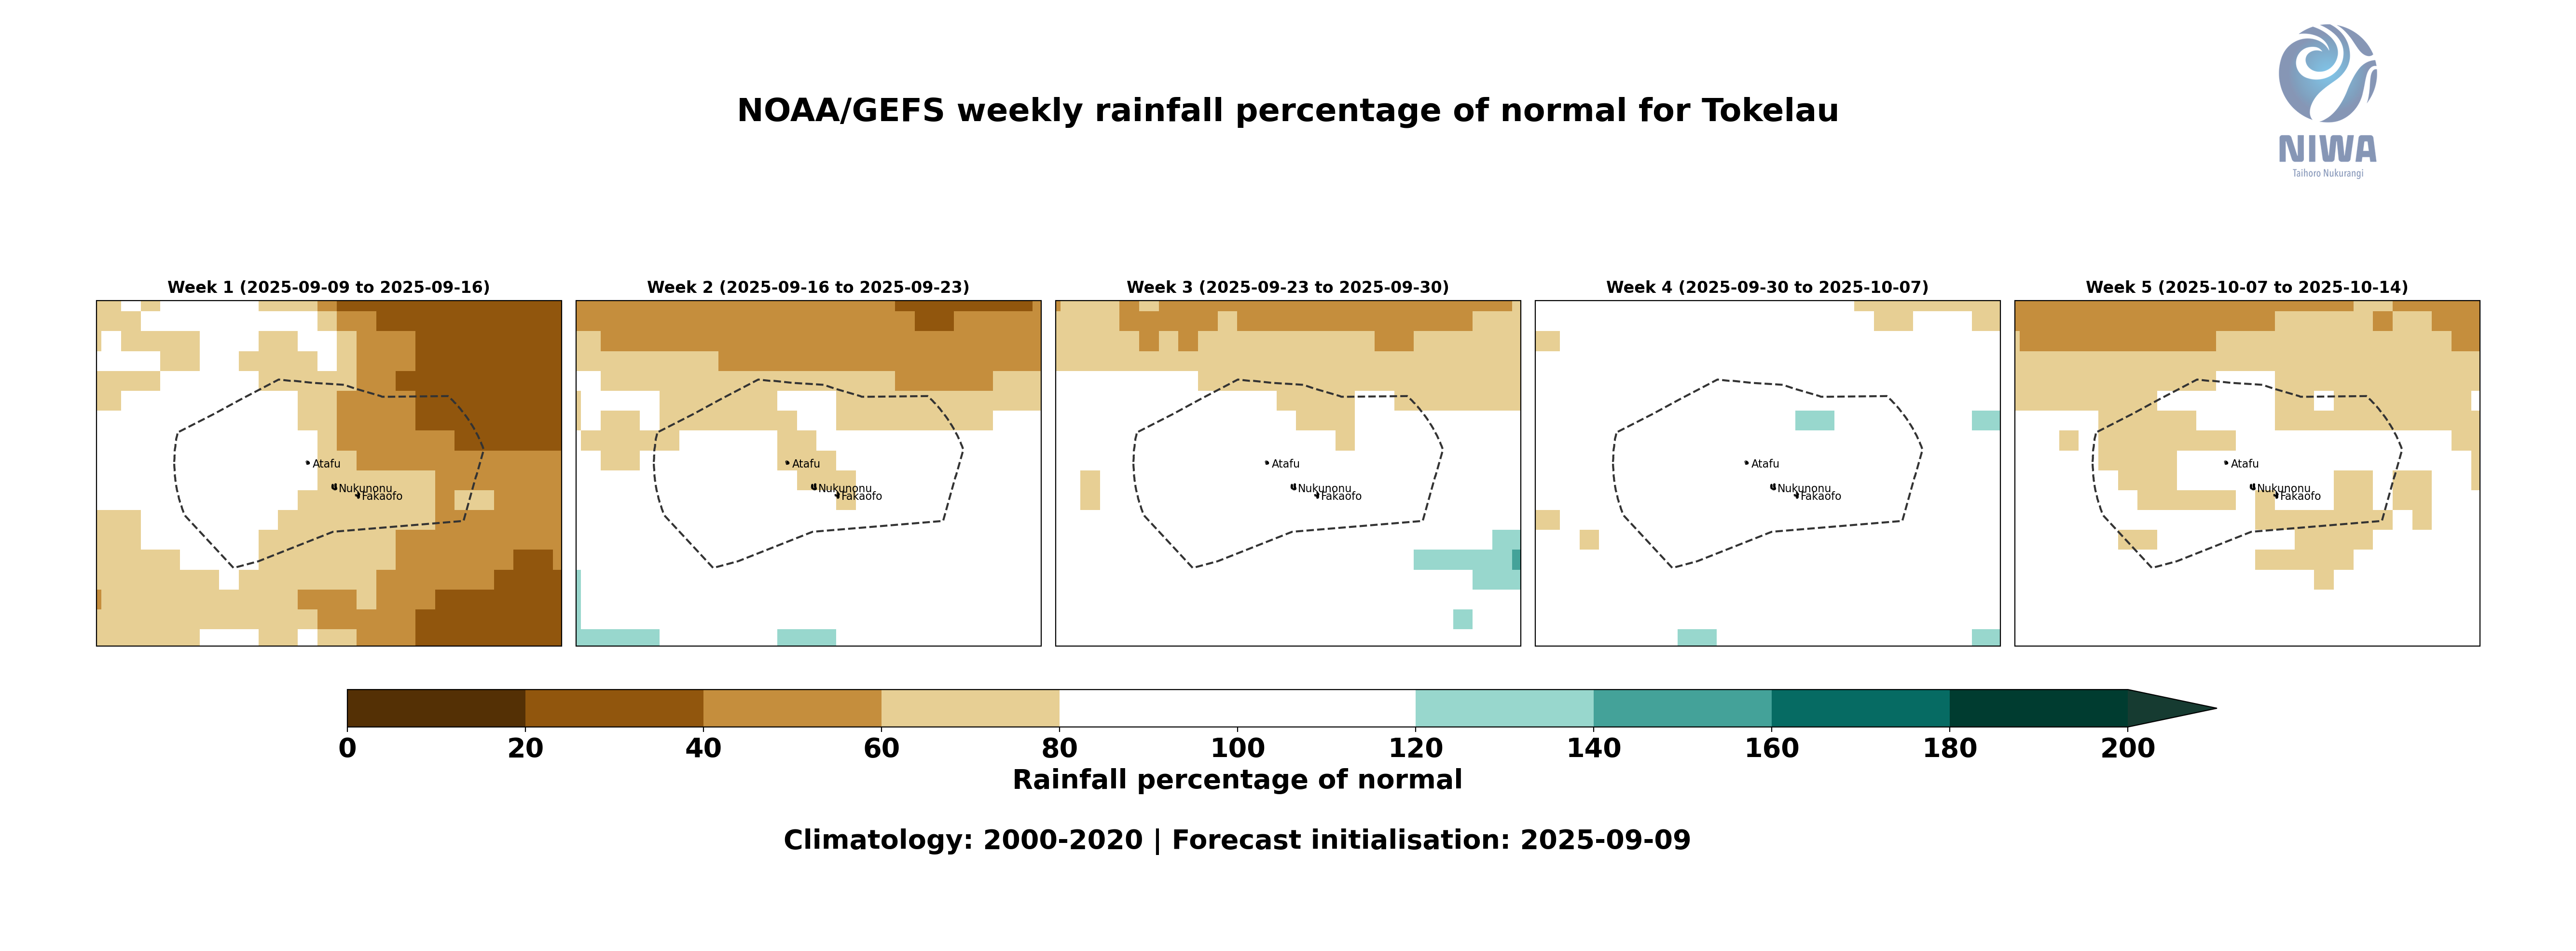 NOAA/GEFS weekly rainfall percentage of normal for Tokelau
NIWA
Taihoro Nukurangi
Week 1 (2025-09-09 to 2025-09-16)
Week 2 (2025-09-16 to 2025-09-23)
Week 3 (2025-09-23 to 2025-09-30)
Week 4 (2025-09-30 to 2025-10-07)
Week 5 (2025-10-07 to 2025-10-14)
Atafu
Nukunonu
Fakaofo
Atafu
Nukunonu
Fakaofo
Atafu
Nukunonu
Fakaofo
Atafu
Nukunonu
Fakaofo
Atafu
Nukunonu
Fakaofo
0 20 40 60 80 100 120 140 160 180 200
Rainfall percentage of normal
Climatology: 2000-2020 | Forecast initialisation: 2025-09-09